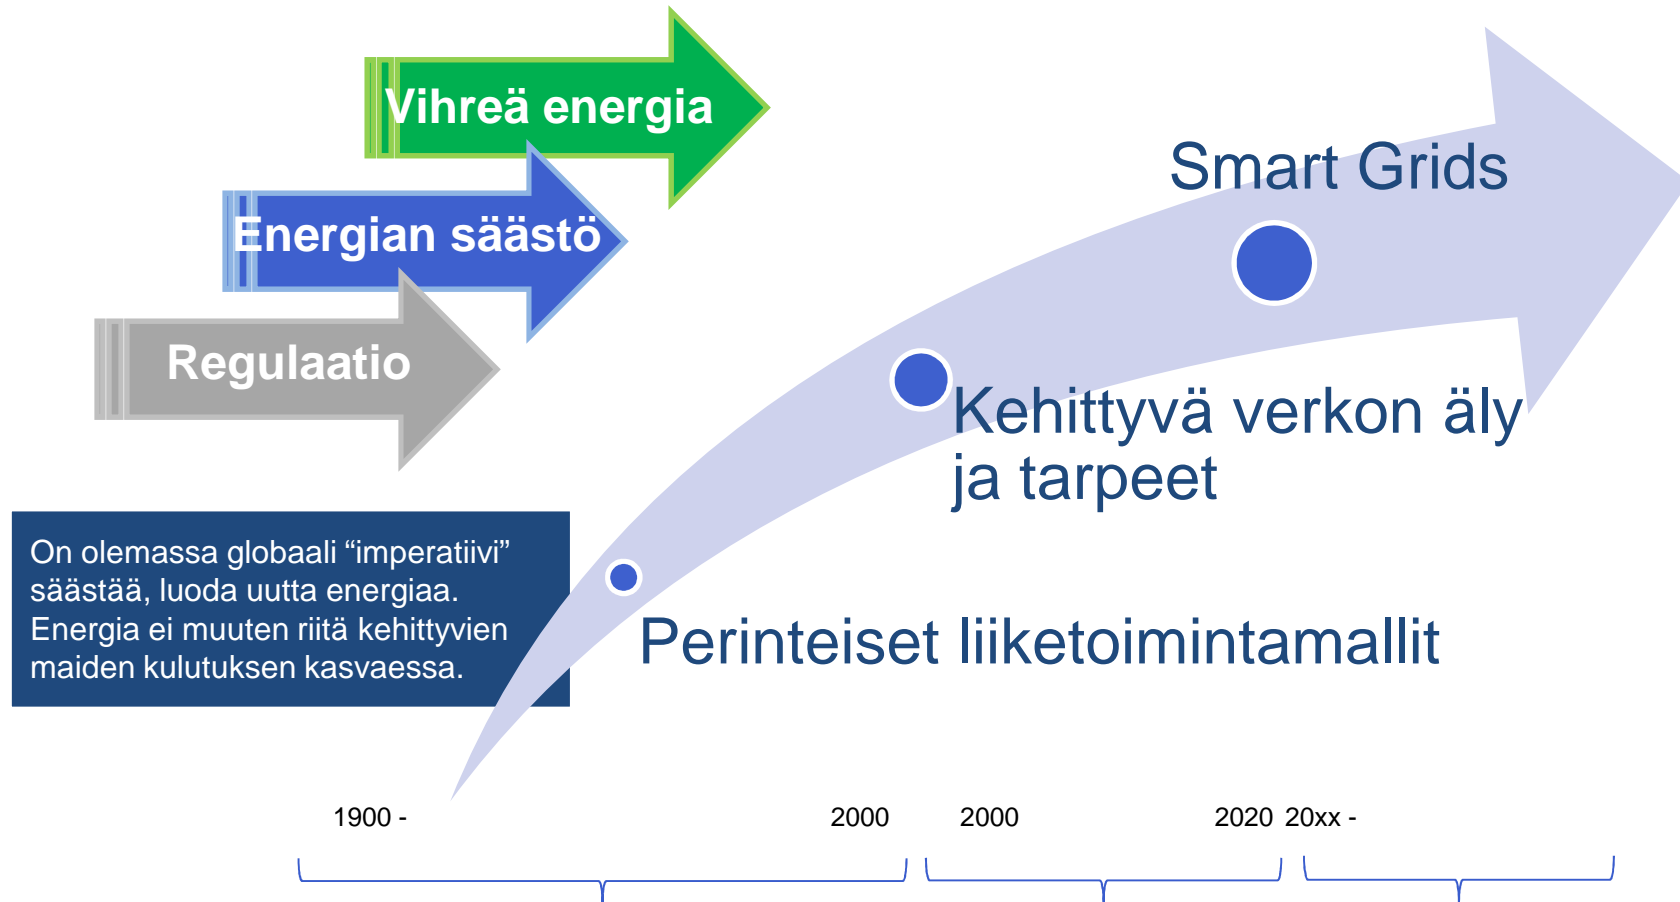 Vihreä energia
Energian säästö
Regulaatio
Smart Grids
Kehittyvä verkon äly
ja tarpeet
On olemassa globaali “imperatiivi”
säästää, luoda uutta energiaa.
Energia ei muuten riitä kehittyvien
maiden kulutuksen kasvaessa.
Perinteiset liiketoimintamallit
1900 - 2000 2000 2020 20xx -